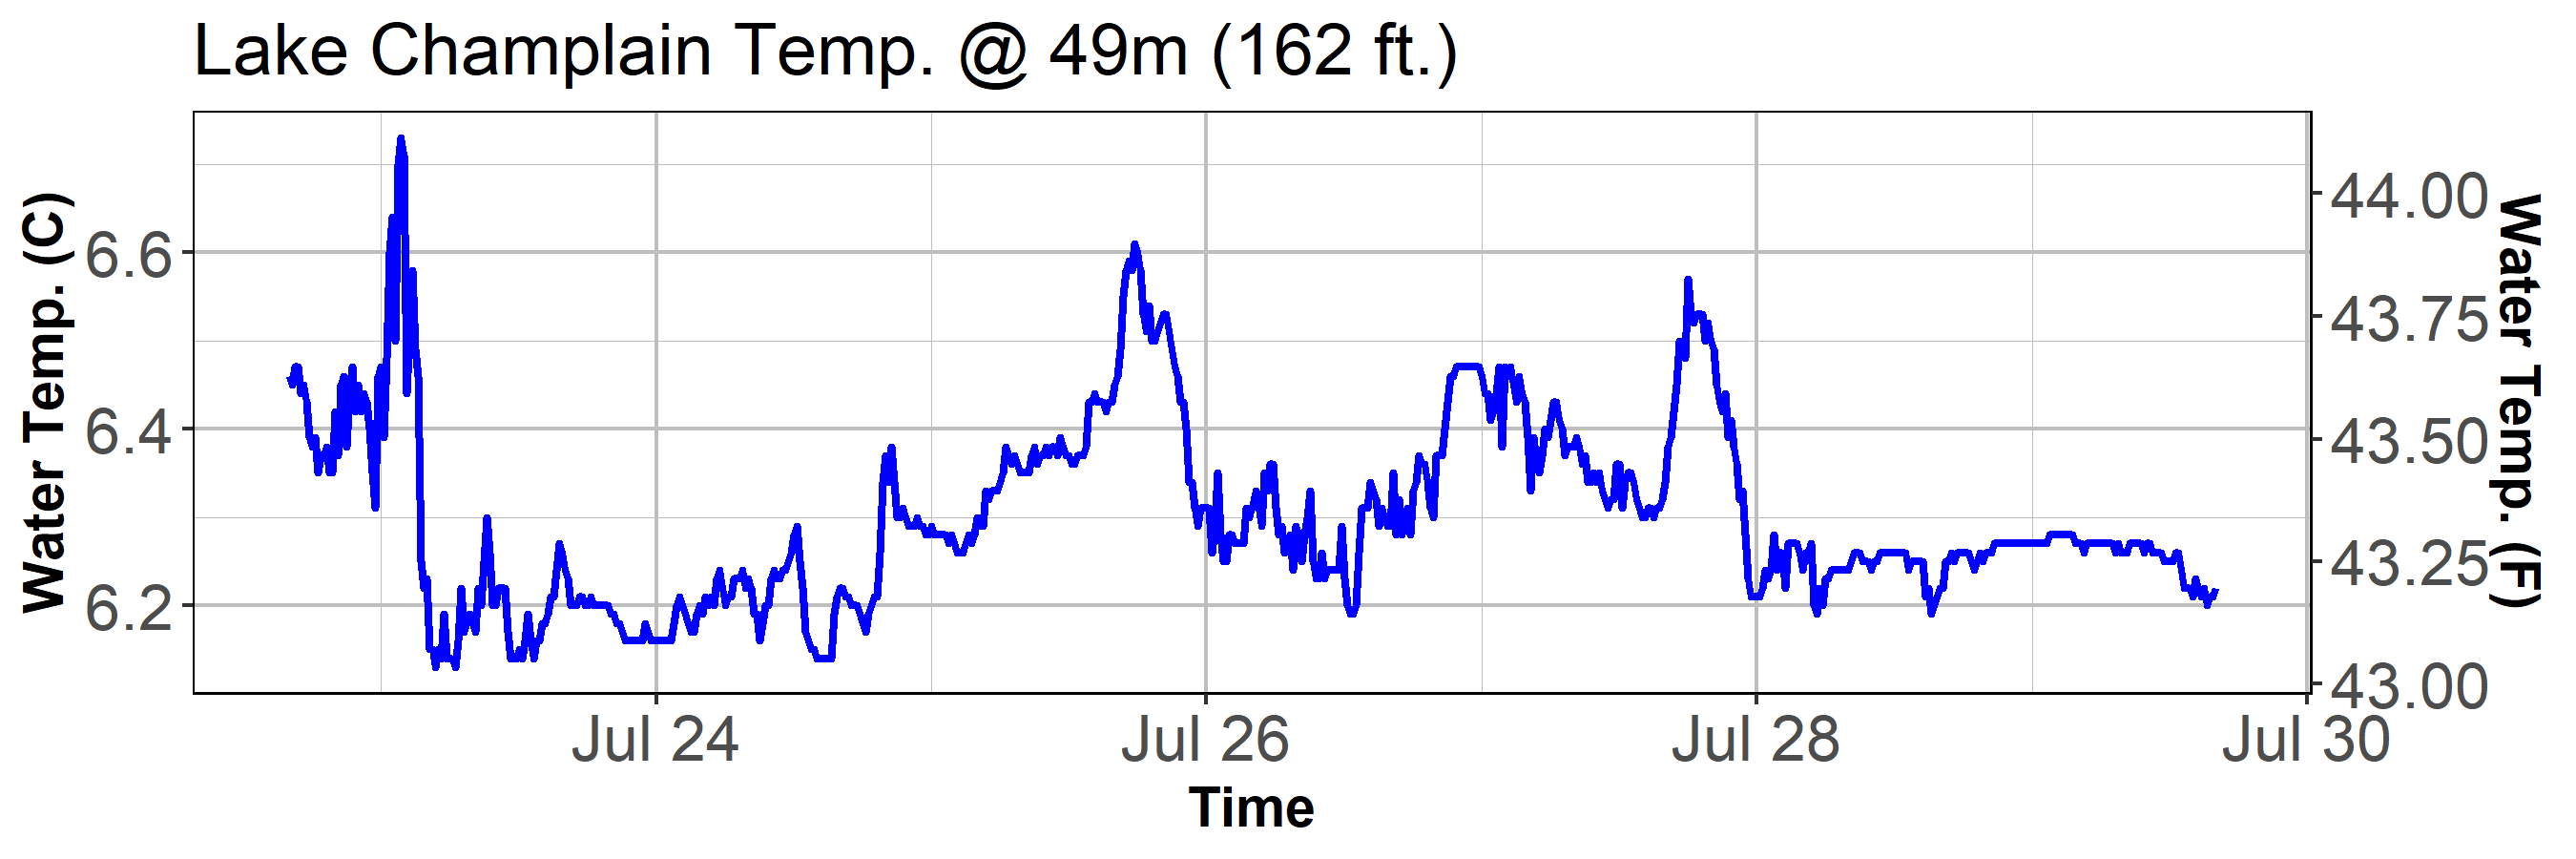 Lake Champlain Temp. @ 49m (162 ft.)
Water Temp. (C)
6.6
6.4
6.2
44.00
43.75
43.50
43.25
43.00
Water Temp. (F)
Jul 24 Jul 26 Jul 28 Jul 30
Time